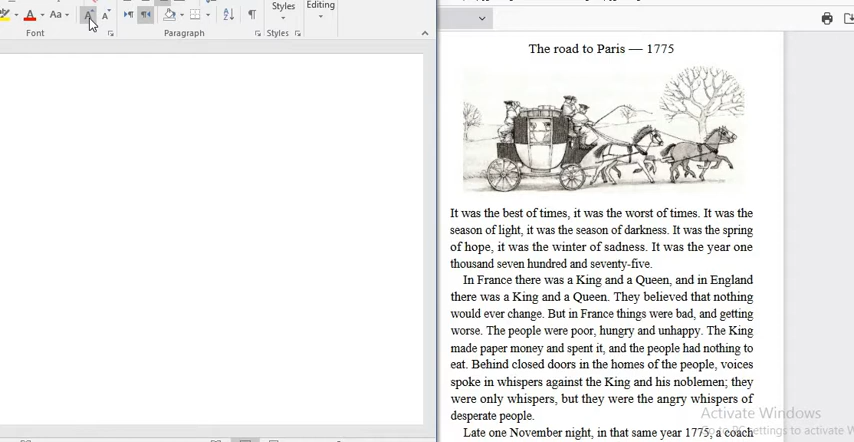 Aa
Styles
Editing
Font
Paragraph
Styles
The road to Paris — 1775
It was the best of times, it was the worst of times. It was the
season of light, it was the season of darkness. It was the spring
of hope, it was the winter of sadness. It was the year one
thousand seven hundred and seventy-five.
In France there was a King and a Queen, and in England
there was a King and a Queen. They believed that nothing
would ever change. But in France things were bad, and getting
worse. The people were poor, hungry and unhappy. The King
made paper money and spent it, and the people had nothing to
eat. Behind closed doors in the homes of the people, voices
spoke in whispers against the King and his noblemen; they
were only whispers, but they were the angry whispers of
desperate people.
Late one November night, in that same year 1775, a coach
Activate Windows
settings to activate W